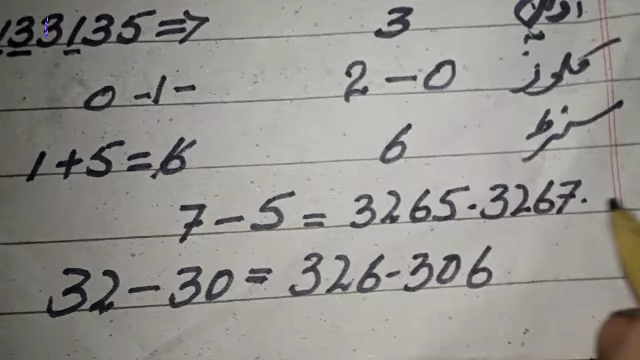 133135⇒ 3 اوپن
0-1- 2-0 کلوز
1+5=6 6 سنٹر
7-5=3265.3267.
32-30=326-306